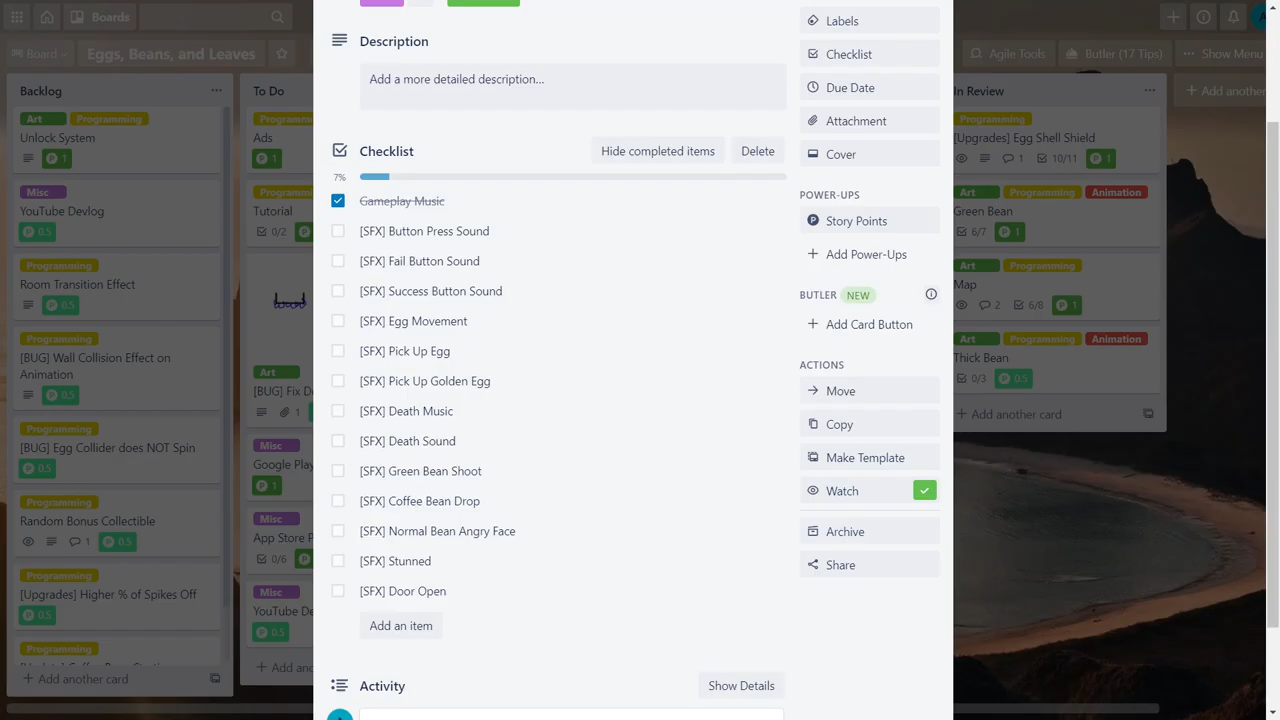 Boards
Board
Eggs, Beans, and Leaves
Agile Tools
Butler (17 Tips)
Show Menu
Backlog
Art
Programming
Unlock System
1
Misc
YouTube Devlog
0.5
Programming
Room Transition Effect
0.5
Programming
[BUG] Wall Collision Effect on
Animation
0.5
Programming
[BUG] Egg Collider does NOT Spin
0.5
Programming
Random Bonus Collectible
1
0.5
Programming
[Upgrades] Higher % of Spikes Off
0.5
Programming
Add another card
To Do
Ads
1
Programming
Tutorial
0/2
Art
[BUG] Fix D
1
Misc
Google Play
1
Misc
App Store P
0/6
Misc
YouTube De
0.5
Add an
Description
Add a more detailed description...
Checklist
Hide completed items
Delete
7%
Gameplay Music
[SFX] Button Press Sound
[SFX] Fail Button Sound
[SFX] Success Button Sound
[SFX] Egg Movement
[SFX] Pick Up Egg
[SFX] Pick Up Golden Egg
[SFX] Death Music
[SFX] Death Sound
[SFX] Green Bean Shoot
[SFX] Coffee Bean Drop
[SFX] Normal Bean Angry Face
[SFX] Stunned
[SFX] Door Open
Add an item
Activity
Show Details
Labels
Checklist
Due Date
Attachment
Cover
POWER-UPS
Story Points
Add Power-Ups
BUTLER NEW
Add Card Button
ACTIONS
Move
Copy
Make Template
Watch
Archive
Share
In Review
Programming
[Upgrades] Egg Shell Shield
1
10/11
1
Art
Programming
Animation
Green Bean
6/7
1
Art
Programming
Map
2
6/8
1
Art
Programming
Animation
Thick Bean
0/3
0.5
Add another card
Add another